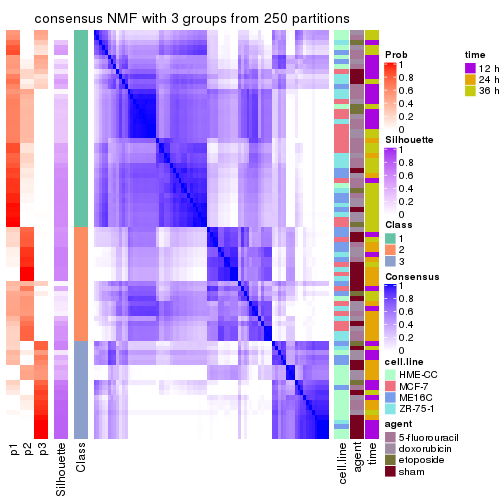 consensus NMF with 3 groups from 250 partitions
p1
p2
p3
Silhouette
Class
cell.line
agent
time
Prob
1
0.8
0.6
0.4
0.2
0
Silhouette
1
0.8
0.6
0.4
0.2
0
Class
1
2
3
Consensus
1
0.8
0.6
0.4
0.2
0
cell.line
HME-CC
MCF-7
ME16C
ZR-75-1
agent
5-fluorouracil
doxorubicin
etoposide
sham
time
12 h
24 h
36 h